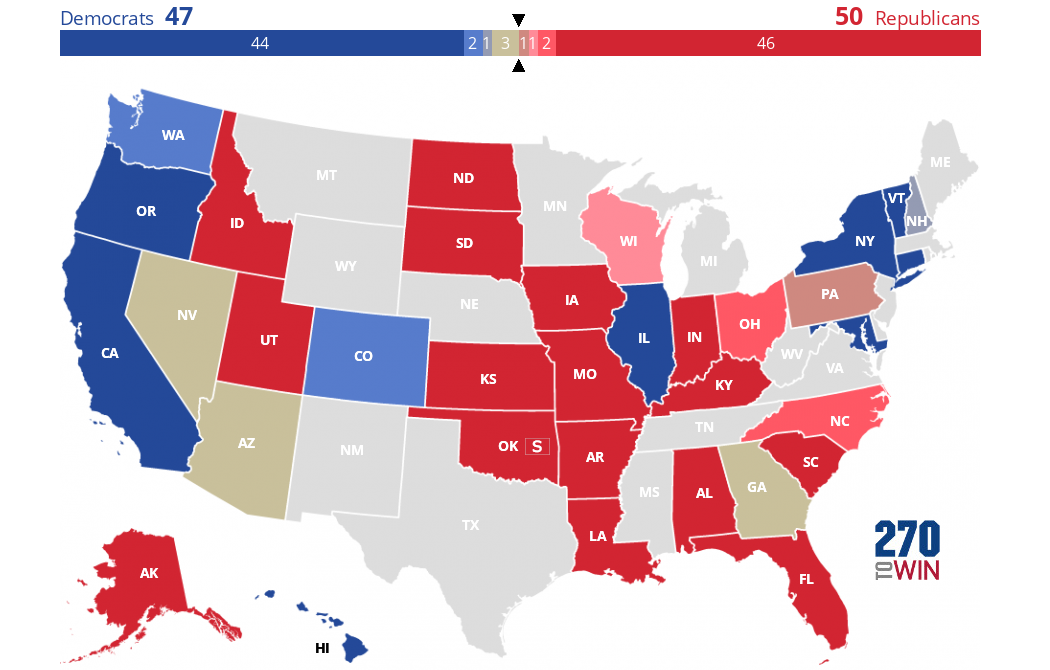 Democrats 47
50 Republicans
44
2
1
3
1
1
2
46
WA
OR
CA
ID
NV
UT
AZ
MT
WY
CO
NM
ND
SD
NE
KS
OK S
TX
MN
IA
MO
AR
LA
WI
IL
MI
IN
OH
KY
TN
MS
AL
GA
FL
SC
NC
VA
WV
PA
NY
VT
NH
ME
AK
HI
270
TO
WIN